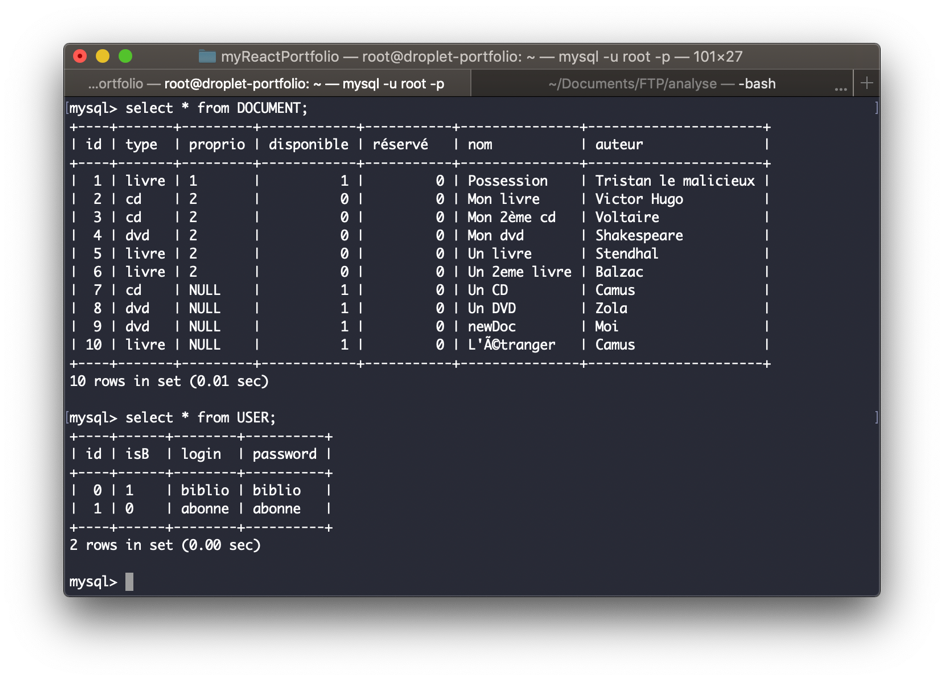 myReactPortfolio — root@droplet-portfolio: ~ — mysql -u root -p — 101×27
...ortfolio — root@droplet-portfolio: ~ — mysql -u root -p ~/Documents/FTP/analyse — -bash ... +
[mysql> select * from DOCUMENT; ]
+----+-------+---------+------------+----------+---------------+----------------------+
| id | type  | proprio | disponible | réservé  | nom           | auteur               |
+----+-------+---------+------------+----------+---------------+----------------------+
|  1 | livre | 1       |          1 |        0 | Possession    | Tristan le malicieux |
|  2 | cd    | 2       |          0 |        0 | Mon livre     | Victor Hugo          |
|  3 | cd    | 2       |          0 |        0 | Mon 2ème cd   | Voltaire             |
|  4 | dvd   | 2       |          0 |        0 | Mon dvd       | Shakespeare          |
|  5 | livre | 2       |          0 |        0 | Un livre      | Stendhal             |
|  6 | livre | 2       |          0 |        0 | Un 2eme livre | Balzac               |
|  7 | cd    | NULL    |          1 |        0 | Un CD         | Camus                |
|  8 | dvd   | NULL    |          1 |        0 | Un DVD        | Zola                 |
|  9 | dvd   | NULL    |          1 |        0 | newDoc        | Moi                  |
| 10 | livre | NULL    |          1 |        0 | L'Ã©tranger   | Camus                |
+----+-------+---------+------------+----------+---------------+----------------------+
10 rows in set (0.01 sec)
[mysql> select * from USER; ]
+----+------+--------+----------+
| id | isB  | login  | password |
+----+------+--------+----------+
|  0 | 1    | biblio | biblio   |
|  1 | 0    | abonne | abonne   |
+----+------+--------+----------+
2 rows in set (0.00 sec)
mysql>